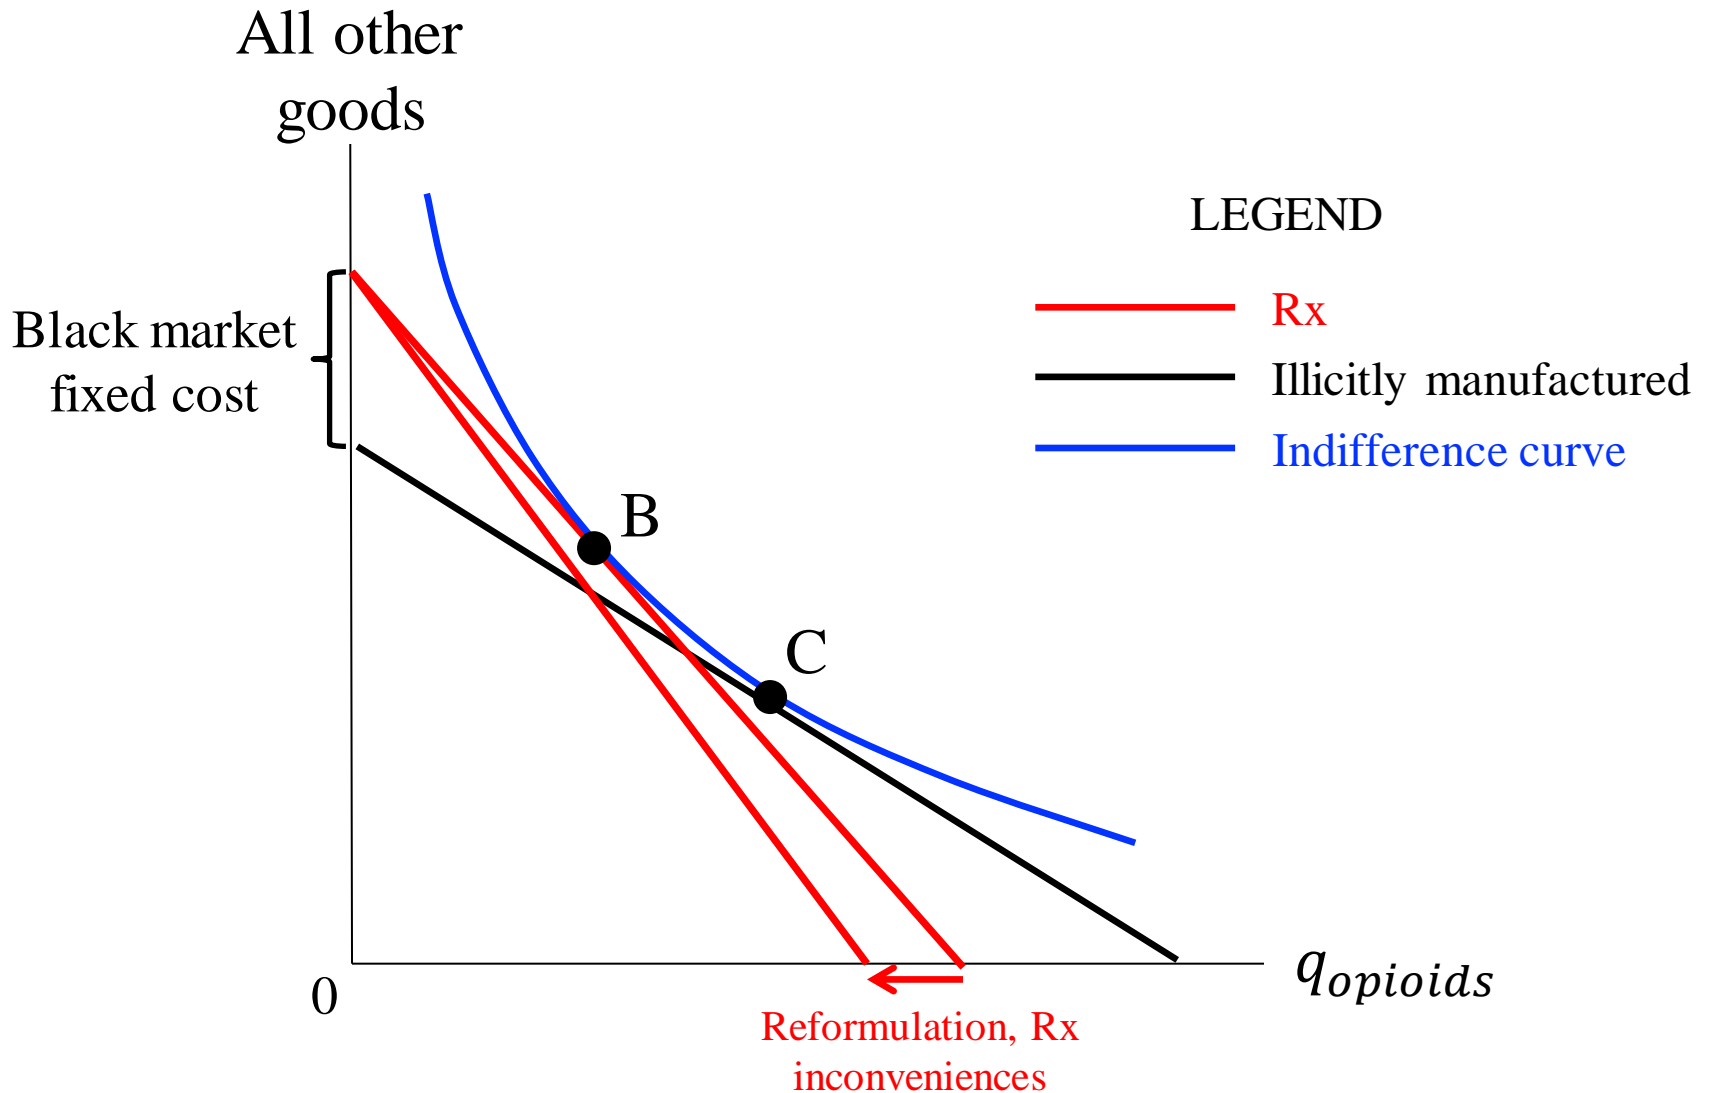 All other
goods
LEGEND
Rx
Black market
fixed cost
Illicitly manufactured
Indifference curve
B
C
0
q_opioids
Reformulation, Rx
inconveniences